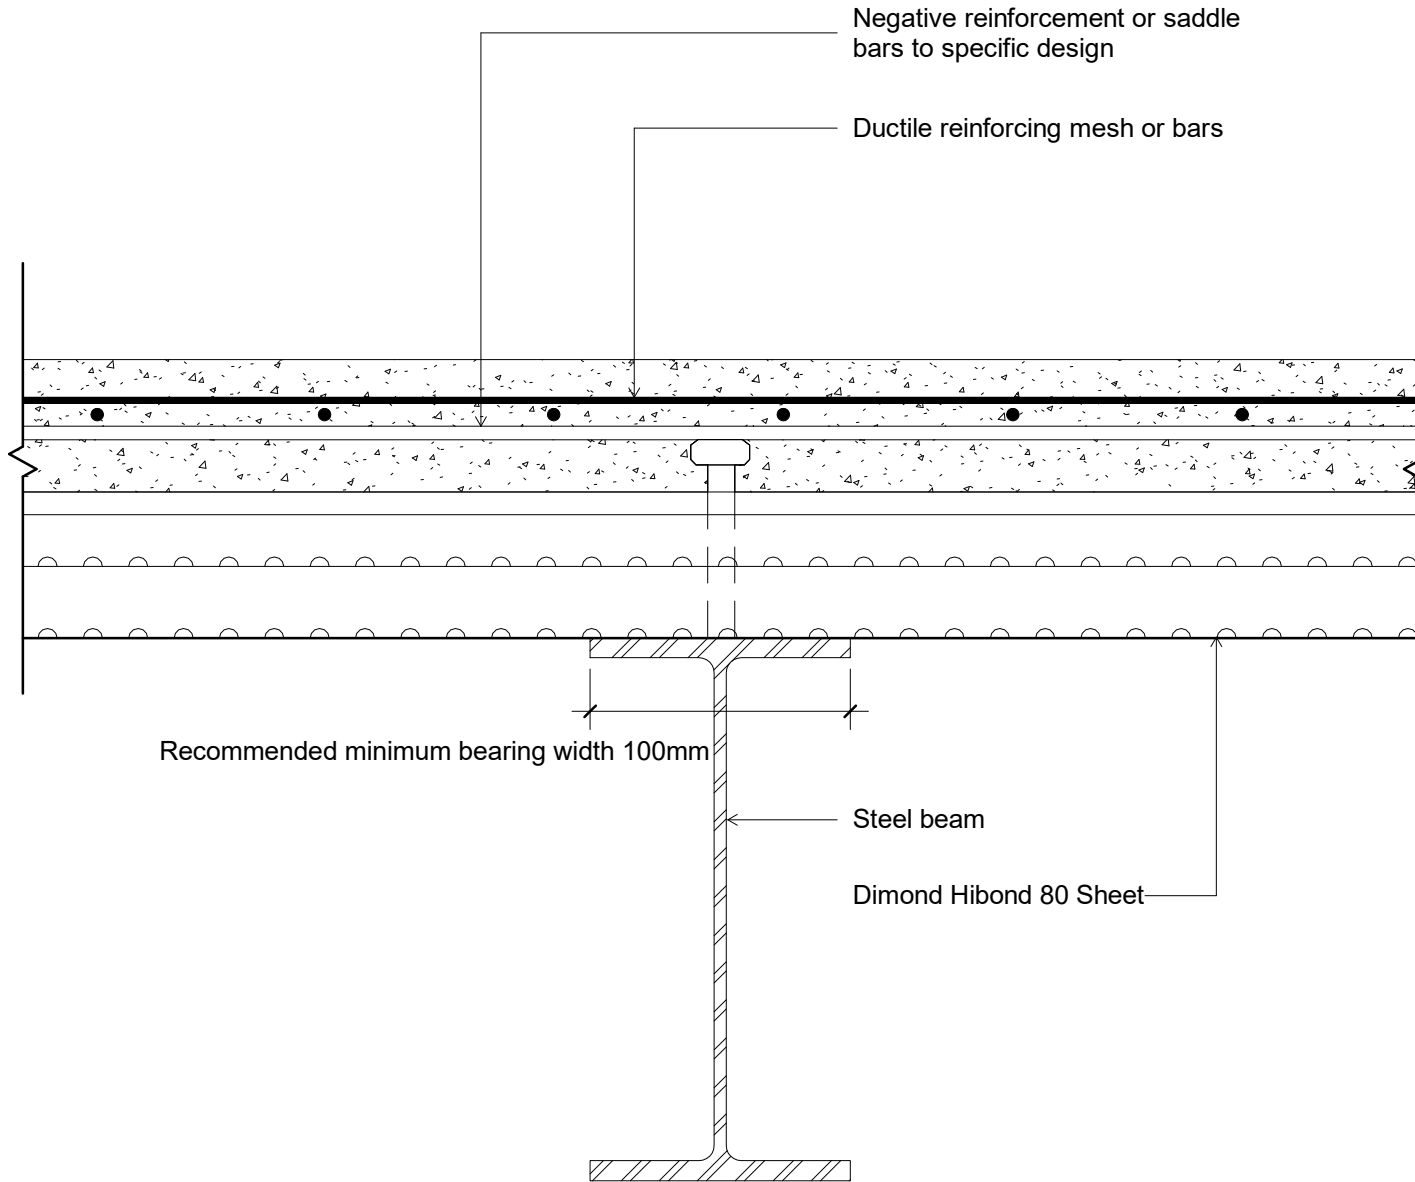 Negative reinforcement or saddle
bars to specific design
Ductile reinforcing mesh or bars
Recommended minimum bearing width 100mm
Steel beam
Dimond Hibond 80 Sheet